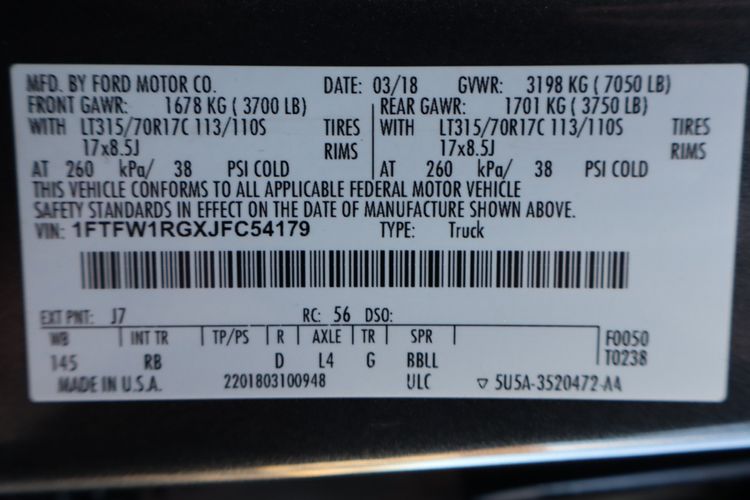 MFD. BY FORD MOTOR CO. DATE: 03/18 GVWR: 3198 KG (7050 LB)
FRONT GAWR: 1678 KG (3700 LB) REAR GAWR: 1701 KG (3750 LB)
WITH LT315/70R17C 113/110S TIRES WITH LT315/70R17C 113/110S TIRES
17x8.5J RIMS 17x8.5J RIMS
AT 260 kPa/ 38 PSI COLD AT 260 kPa/ 38 PSI COLD
THIS VEHICLE CONFORMS TO ALL APPLICABLE FEDERAL MOTOR VEHICLE
SAFETY STANDARDS IN EFFECT ON THE DATE OF MANUFACTURE SHOWN ABOVE.
VIN: 1FTFW1RGXJFC54179 TYPE: Truck
EXT PNT: J7 RC: 56 DSO:
WB INT TR TP/PS R AXLE TR SPR F0050
145 RB D L4 G BBLL T0238
MADE IN U.S.A. 2201803100948 ULC ▽ 5U5A-3520472-AA